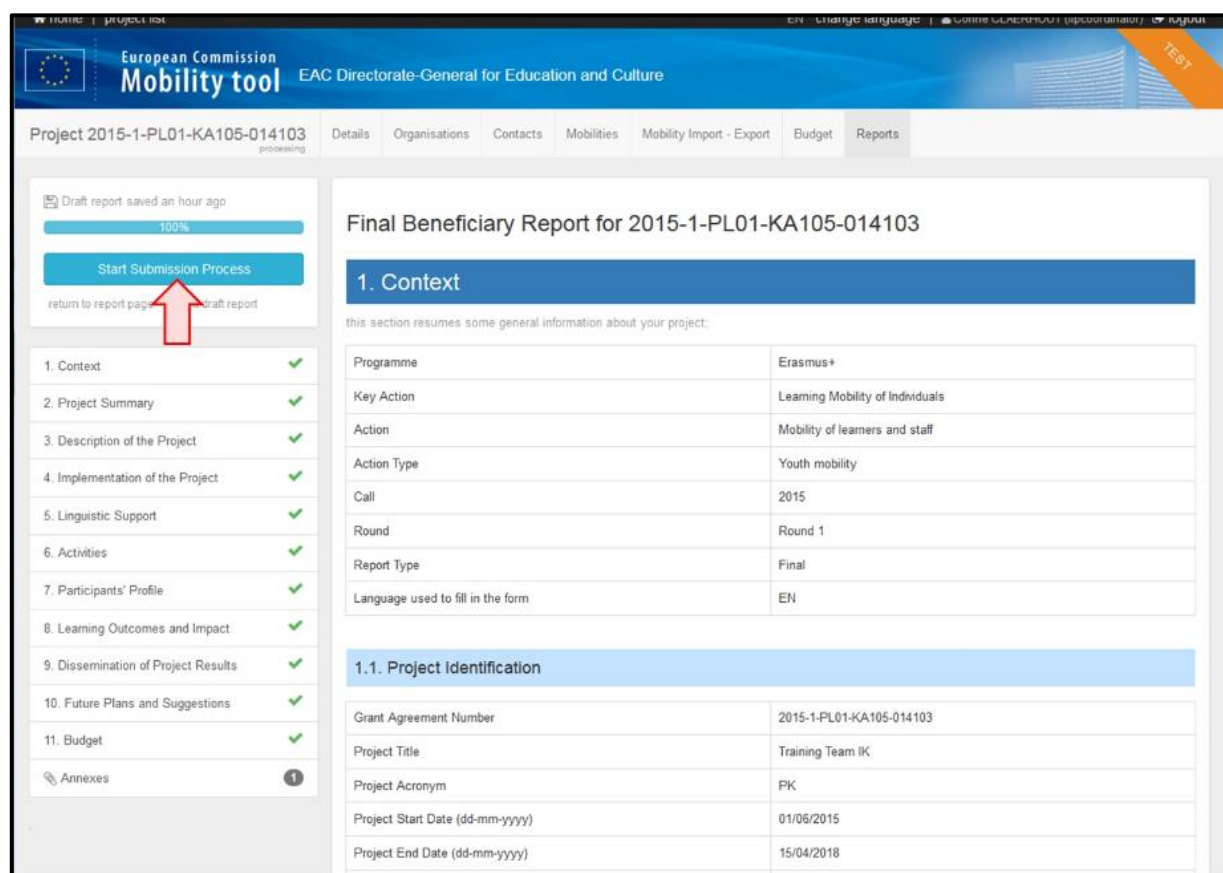 home | project list
EN change language | Corine CLAERHOUT (lipcoordinator) logout
European Commission
Mobility tool
EAC Directorate-General for Education and Culture
TEST
Project 2015-1-PL01-KA105-014103
processing
Details Organisations Contacts Mobilities Mobility Import - Export Budget Reports
Draft report saved an hour ago
100%
Start Submission Process
return to report page draft report
1. Context
2. Project Summary
3. Description of the Project
4. Implementation of the Project
5. Linguistic Support
6. Activities
7. Participants' Profile
8. Learning Outcomes and Impact
9. Dissemination of Project Results
10. Future Plans and Suggestions
11. Budget
Annexes 1
Final Beneficiary Report for 2015-1-PL01-KA105-014103
1. Context
this section resumes some general information about your project;
Programme Erasmus+
Key Action Learning Mobility of Individuals
Action Mobility of learners and staff
Action Type Youth mobility
Call 2015
Round Round 1
Report Type Final
Language used to fill in the form EN
1.1. Project Identification
Grant Agreement Number 2015-1-PL01-KA105-014103
Project Title Training Team IK
Project Acronym PK
Project Start Date (dd-mm-yyyy) 01/06/2015
Project End Date (dd-mm-yyyy) 15/04/2018